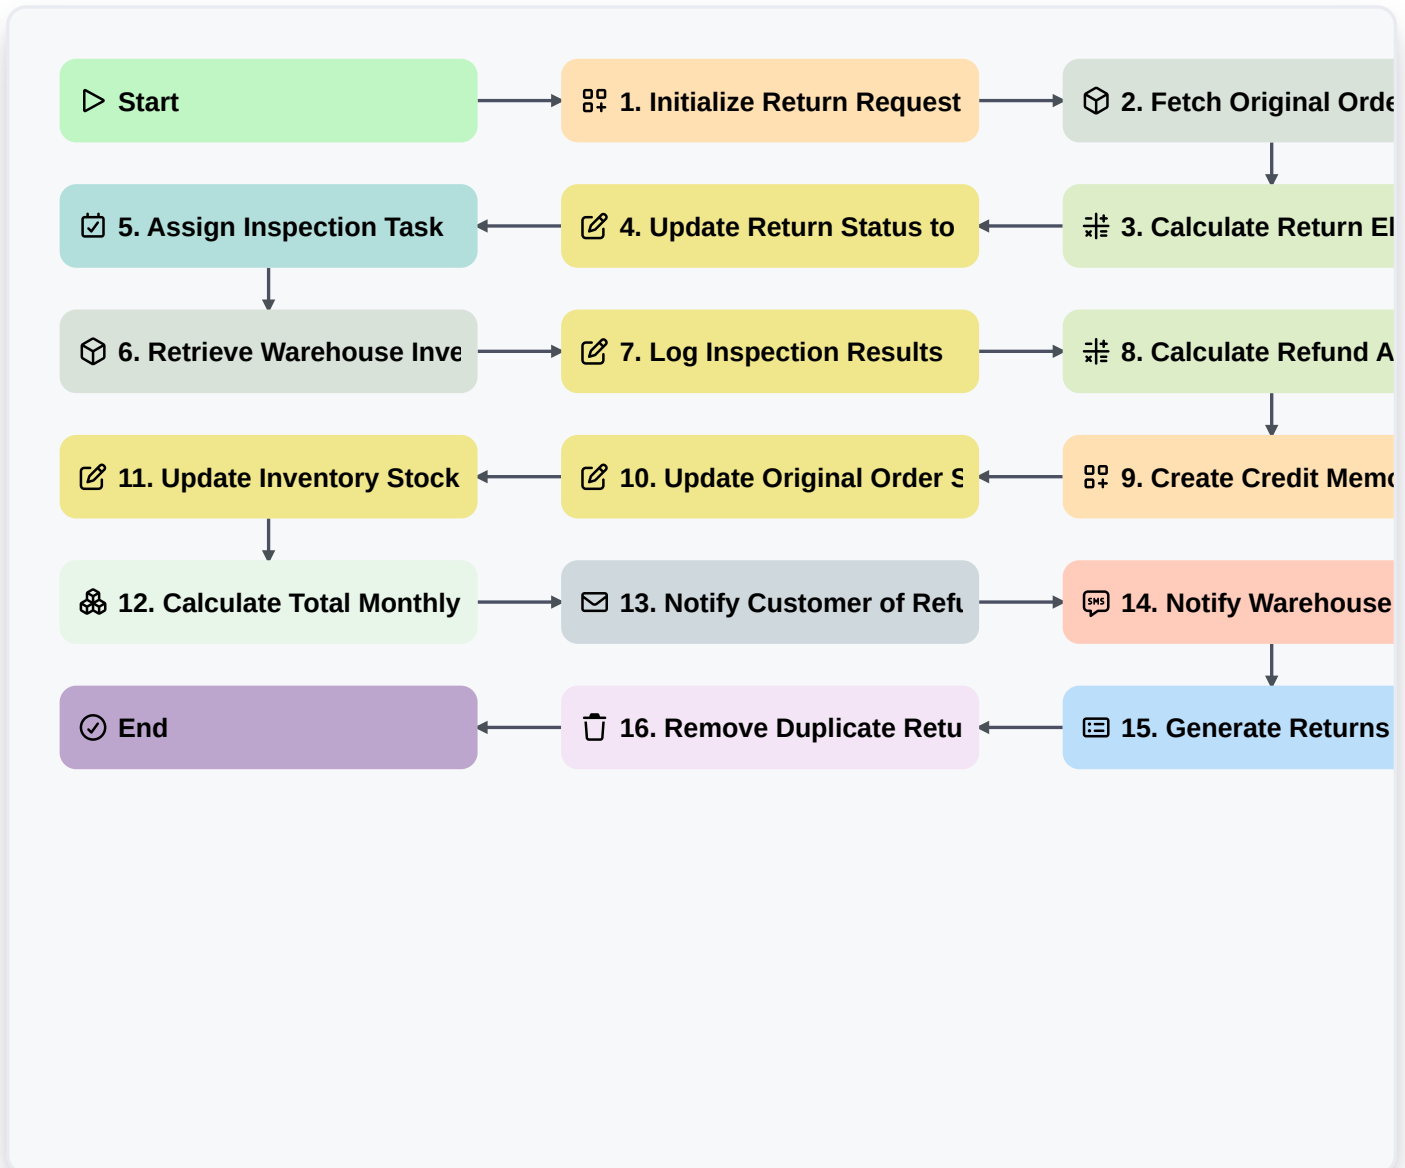 Start
1. Initialize Return Request
2. Fetch Original Orde
5. Assign Inspection Task
4. Update Return Status to
3. Calculate Return El
6. Retrieve Warehouse Inve
7. Log Inspection Results
8. Calculate Refund A
11. Update Inventory Stock
10. Update Original Order S
9. Create Credit Memo
12. Calculate Total Monthly
13. Notify Customer of Refu
SMS
14. Notify Warehouse
End
16. Remove Duplicate Retu
15. Generate Returns